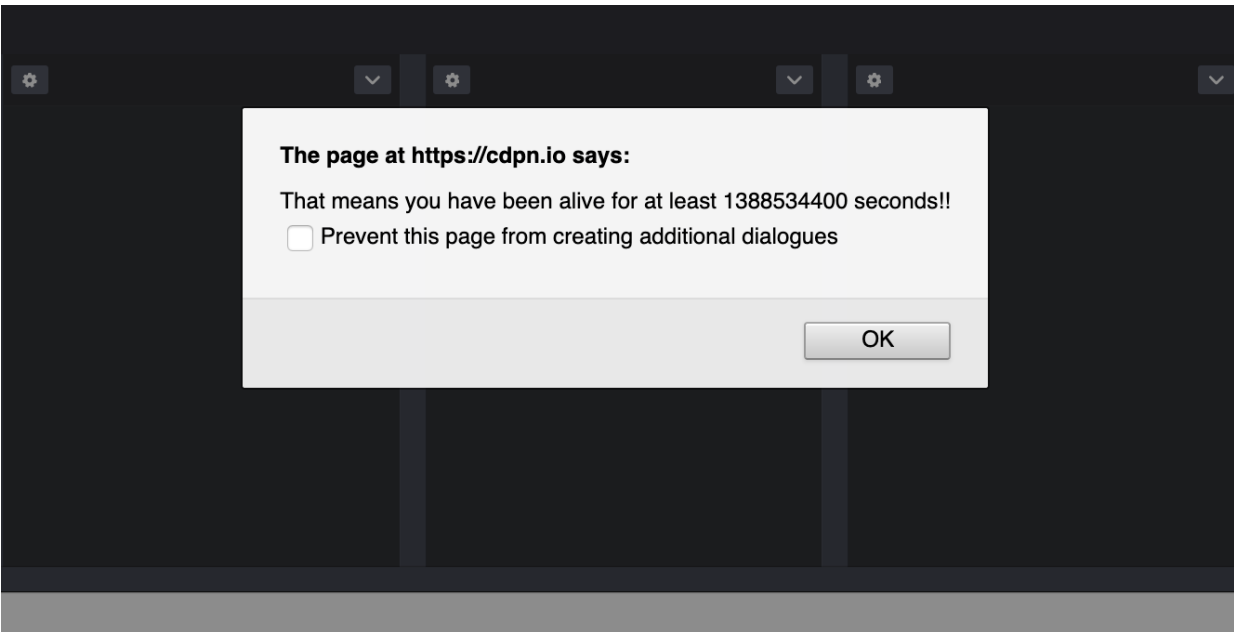 The page at https://cdpn.io says:
That means you have been alive for at least 1388534400 seconds!!
Prevent this page from creating additional dialogues
OK